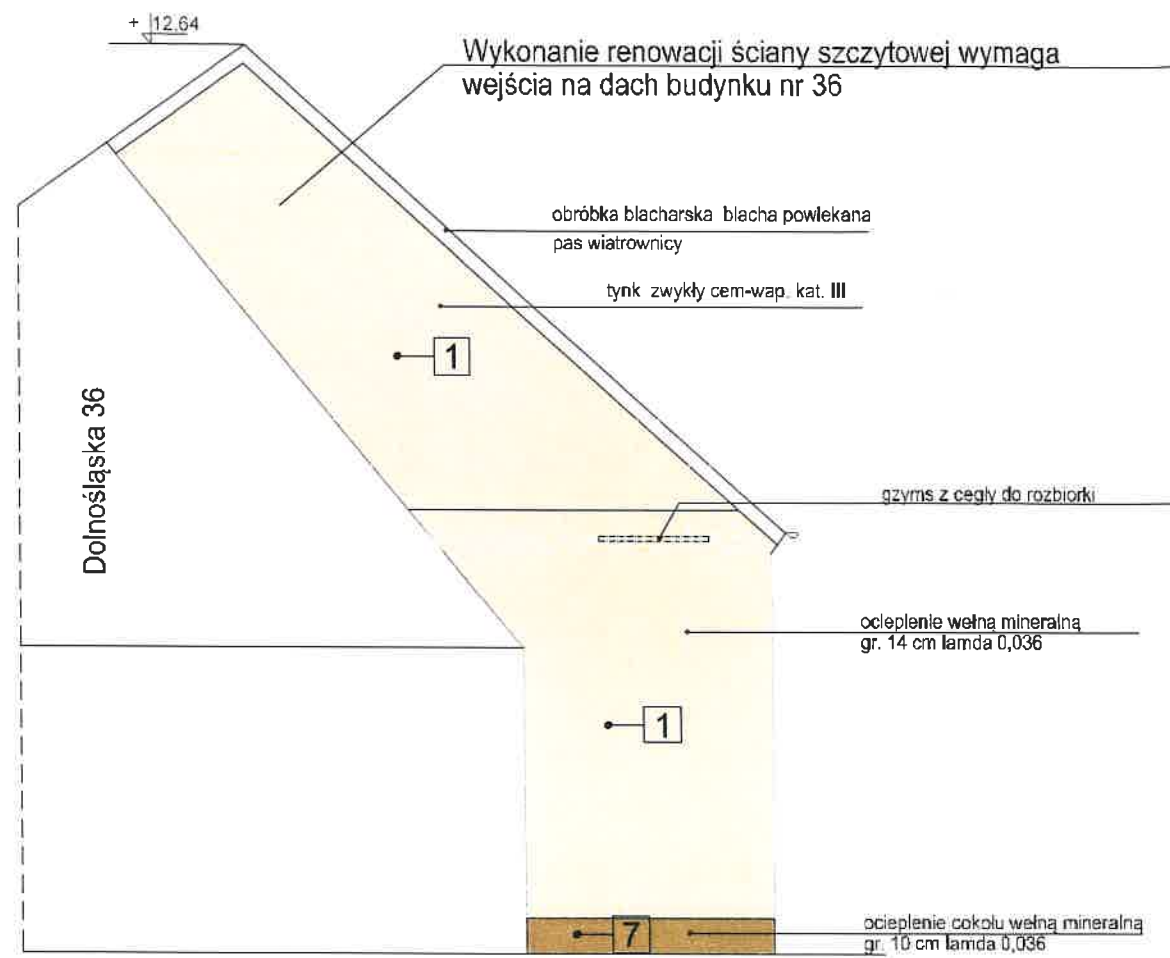 + 12.64
Wykonanie renowacji ściany szczytowej wymaga
wejścia na dach budynku nr 36
obróbka blacharska blacha powlekana
pas wiatrownicy
tynk zwykły cem-wap. kat. III
1
Dolnośląska 36
gzyms z cegły do rozbiorki
ocieplenie wełną mineralną
gr. 14 cm lamda 0,036
1
ocieplenie cokołu wełną mineralną
gr. 10 cm lamda 0,036
7